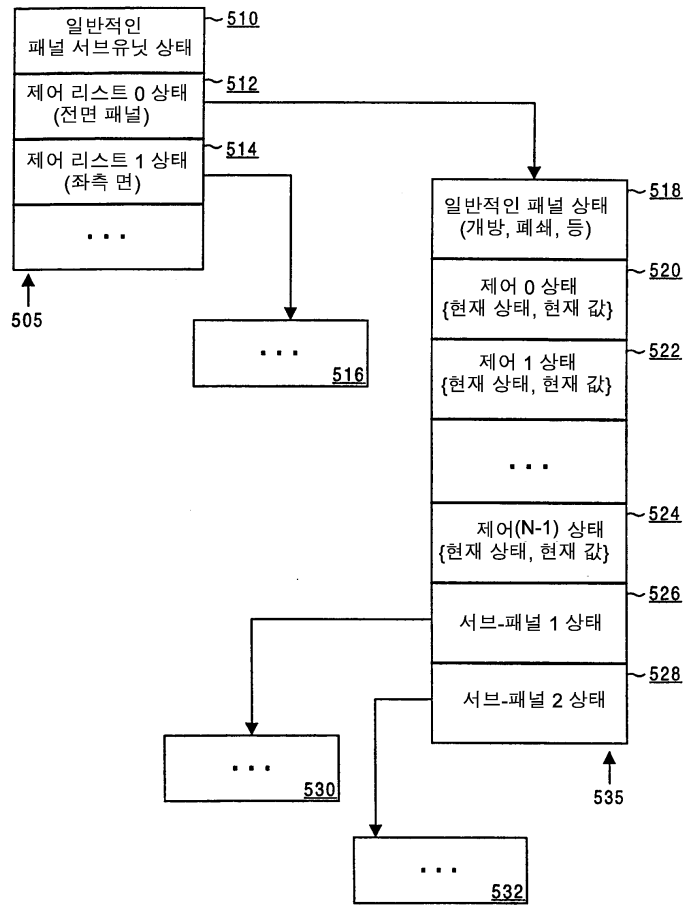 일반적인
패널 서브유닛 상태
510
제어 리스트 0 상태
(전면 패널)
512
제어 리스트 1 상태
(좌측 면)
514
...
505
...
516
일반적인 패널 상태
(개방, 폐쇄, 등)
518
제어 0 상태
{현재 상태, 현재 값}
520
제어 1 상태
{현재 상태, 현재 값}
522
...
제어(N-1) 상태
{현재 상태, 현재 값}
524
서브-패널 1 상태
526
서브-패널 2 상태
528
...
530
535
...
532